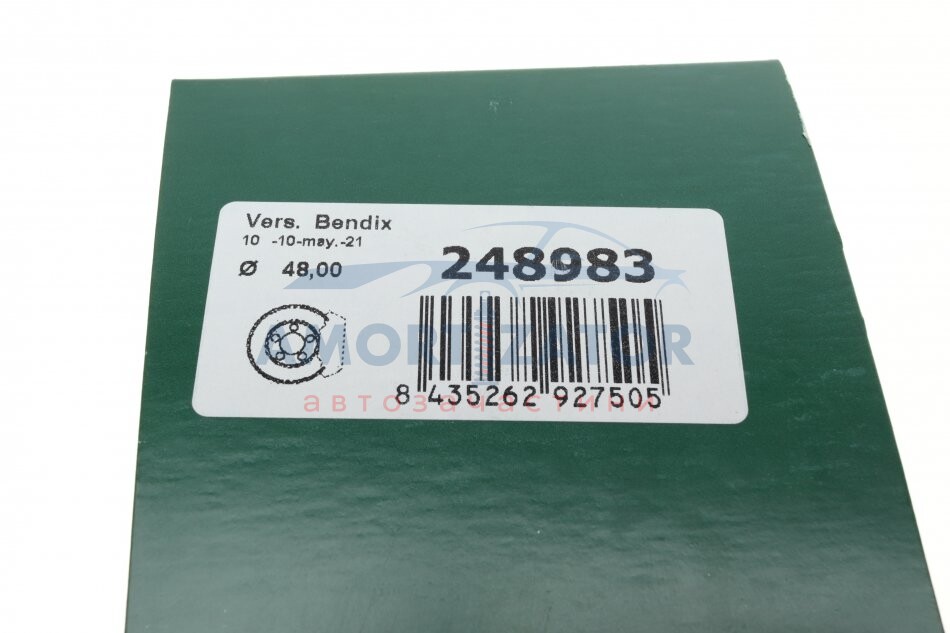 Vers. Bendix
10 -10-may.-21
Ø 48,00
248983
AMORTIZATOR
8 435262 927505
автозапчастини